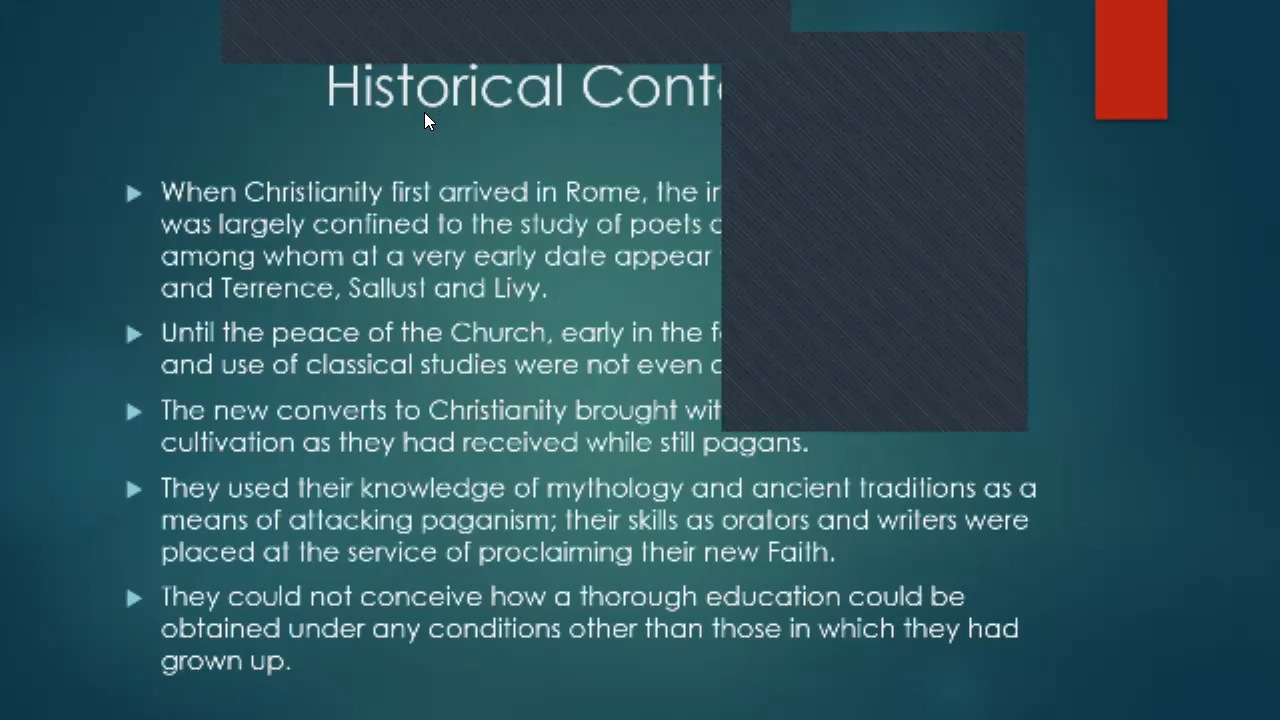 Historical
When Christianity first arrived in Rome, the
was largely confined to the study of poets
among whom at a very early date appear
and Terrence, Sallust and Livy.
Until the peace of the Church, early in the
and use of classical studies were not even
The new converts to Christianity brought
cultivation as they had received while still pagans.
They used their knowledge of mythology and ancient traditions as a
means of attacking paganism; their skills as orators and writers were
placed at the service of proclaiming their new Faith.
They could not conceive how a thorough education could be
obtained under any conditions other than those in which they had
grown up.